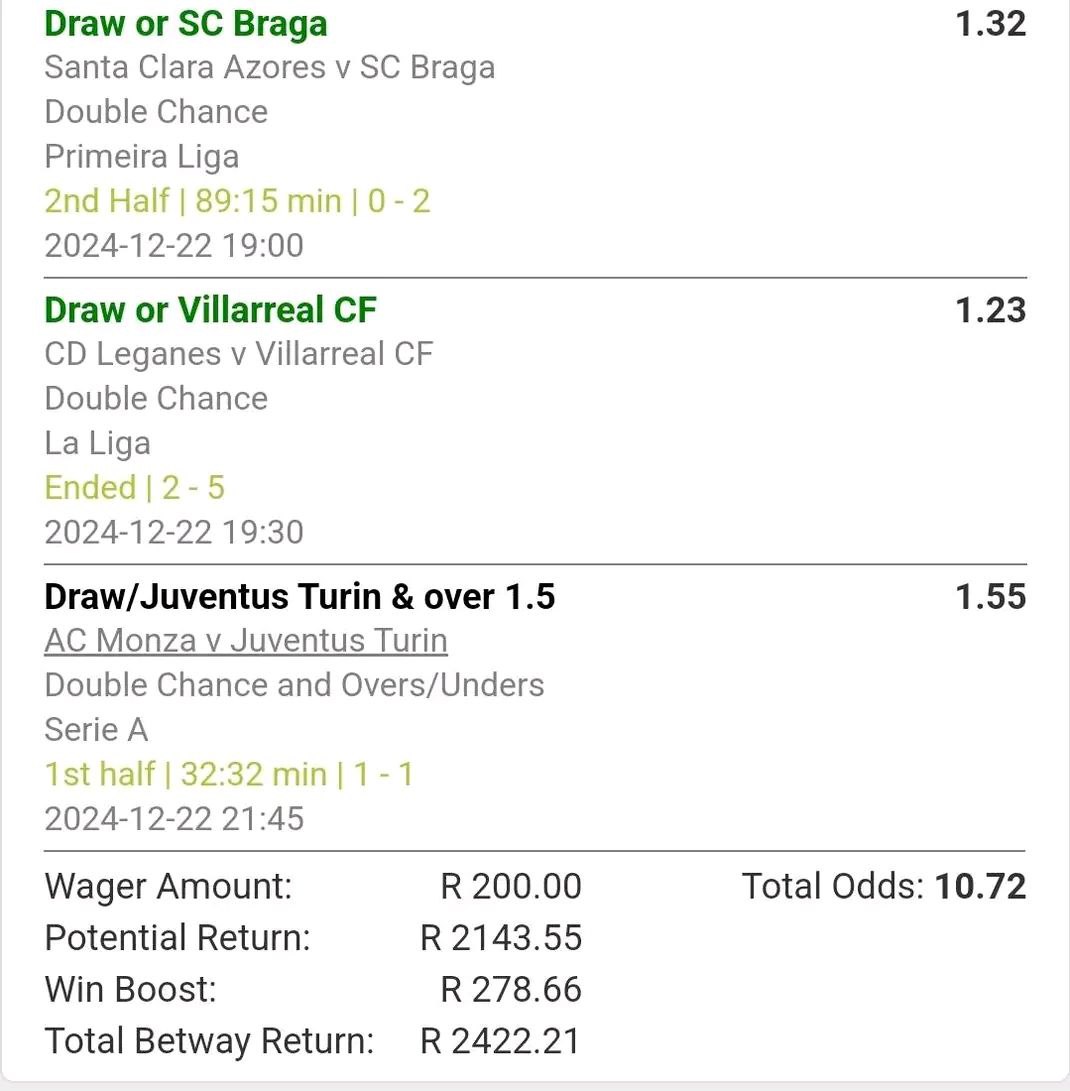 Draw or SC Braga 1.32
Santa Clara Azores v SC Braga
Double Chance
Primeira Liga
2nd Half | 89:15 min | 0 - 2
2024-12-22 19:00
Draw or Villarreal CF 1.23
CD Leganes v Villarreal CF
Double Chance
La Liga
Ended | 2 - 5
2024-12-22 19:30
Draw/Juventus Turin & over 1.5 1.55
AC Monza v Juventus Turin
Double Chance and Overs/Unders
Serie A
1st half | 32:32 min | 1 - 1
2024-12-22 21:45
Wager Amount: R 200.00 Total Odds: 10.72
Potential Return: R 2143.55
Win Boost: R 278.66
Total Betway Return: R 2422.21